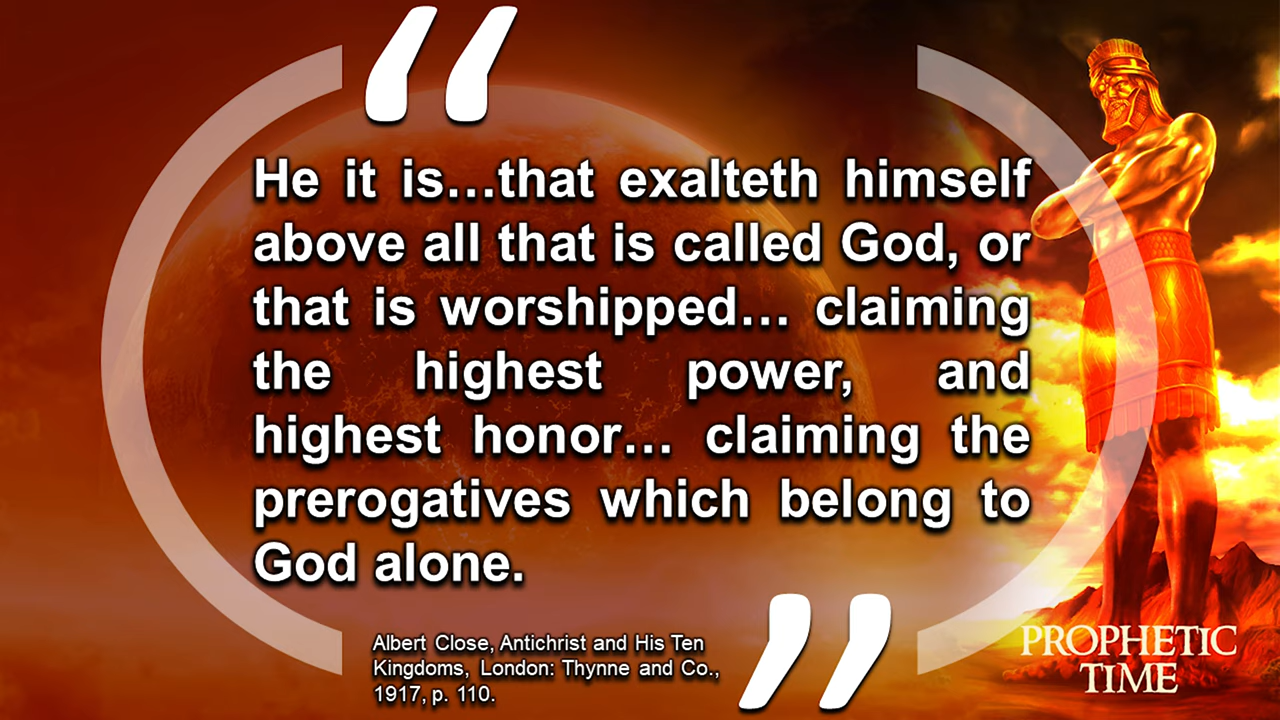 He it is…that exalteth himself
above all that is called God, or
that is worshipped… claiming
the highest power, and
highest honor… claiming the
prerogatives which belong to
God alone.
Albert Close, Antichrist and His Ten
Kingdoms, London: Thynne and Co.,
1917, p. 110.
PROPHETIC
TIME